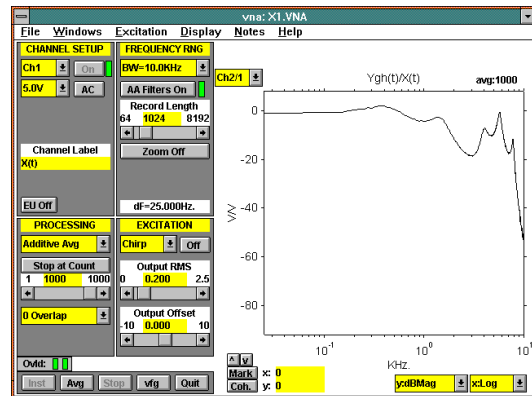 vna: X1.VNA
File Windows Excitation Display Notes Help
CHANNEL SETUP
Ch1 On
5.0V AC
Channel Label
X(t)
EU Off
FREQUENCY RNG
BW=10.0KHz
AA Filters On
Record Length
64 1024 8192
Zoom Off
dF=25.000Hz.
PROCESSING
Additive Avg
Stop at Count
1 1000 1000
0 Overlap
EXCITATION
Chirp Off
Output RMS
0 0.200 2.5
Output Offset
-10 0.000 10
Ovld:
Inst Avg Stop vfg Quit
Ch2/1 Ygh(t)/X(t) avg:1000
0
-20
-40
-60
-80
V/V
10-1 100 101
KHz.
^ v
Mark x: 0
Coh. y: 0
y:dBMag x:Log